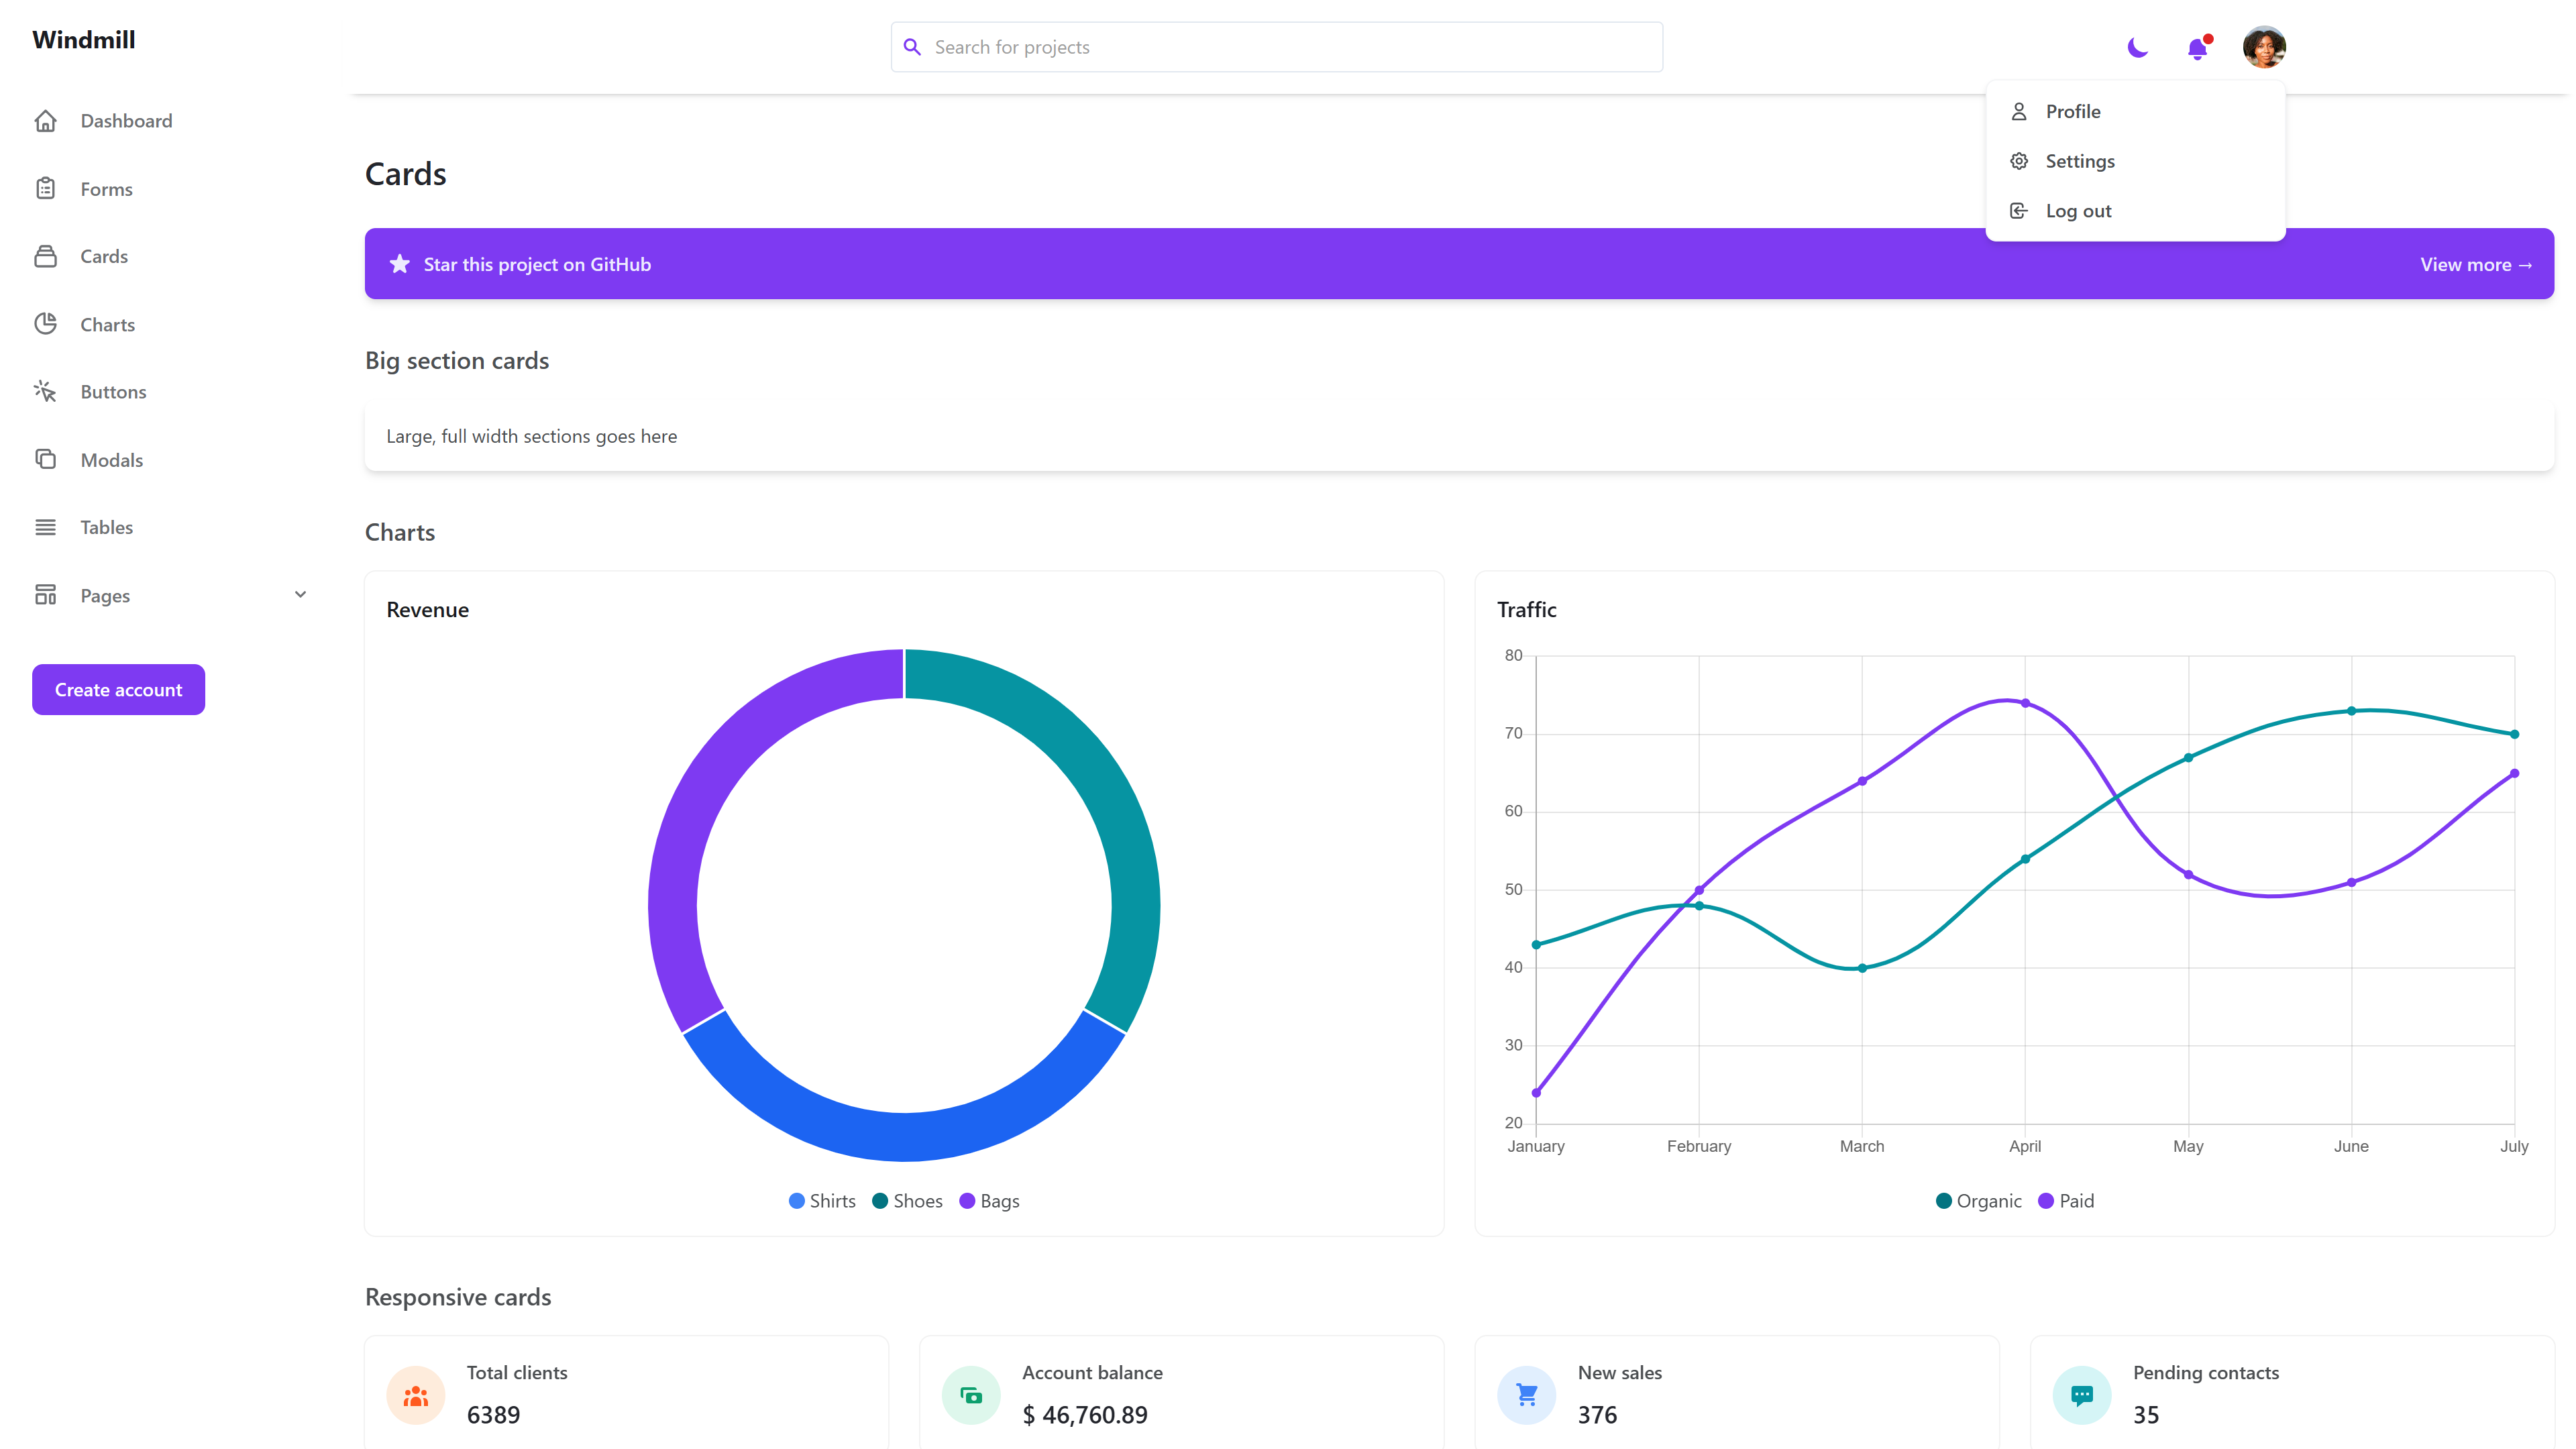 Windmill
Search for projects
Profile
Settings
Log out
Dashboard
Forms
Cards
Charts
Buttons
Modals
Tables
Pages
Create account
Cards
Star this project on GitHub
View more →
Big section cards
Large, full width sections goes here
Charts
Revenue
Shirts Shoes Bags
Traffic
80
70
60
50
40
30
20
January February March April May June July
Organic Paid
Responsive cards
Total clients
6389
Account balance
$ 46,760.89
New sales
376
Pending contacts
35